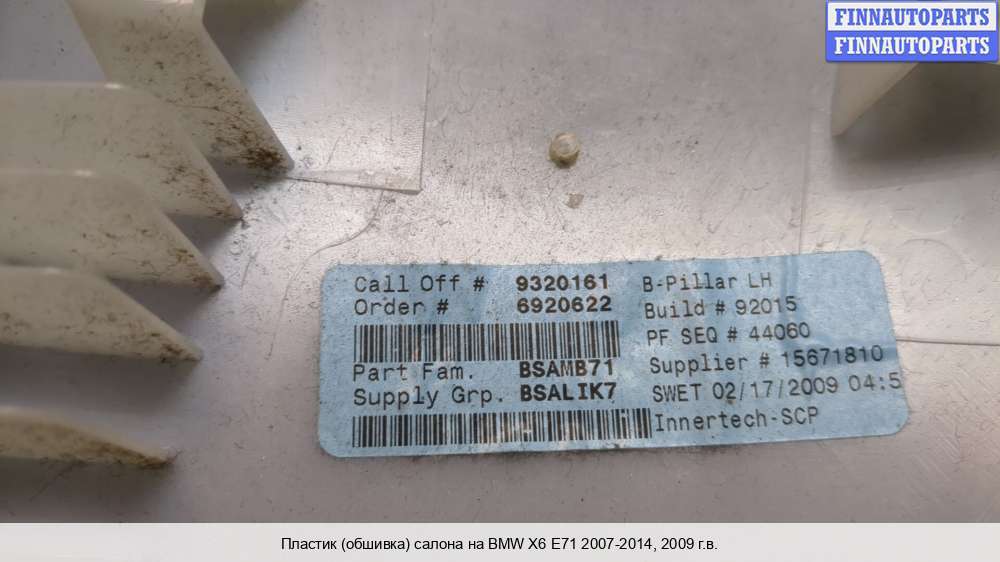 FINNAUTOPARTS
FINNAUTOPARTS
Call Off # 9320161 B-Pillar LH
Order # 6920622 Build # 92015
PF SEQ # 44060
Part Fam. BSAMB71 Supplier # 15671810
Supply Grp. BSALIK7 SWET 02/17/2009 04:5
Innertech-SCP
Пластик (обшивка) салона на BMW X6 E71 2007-2014, 2009 г.в.